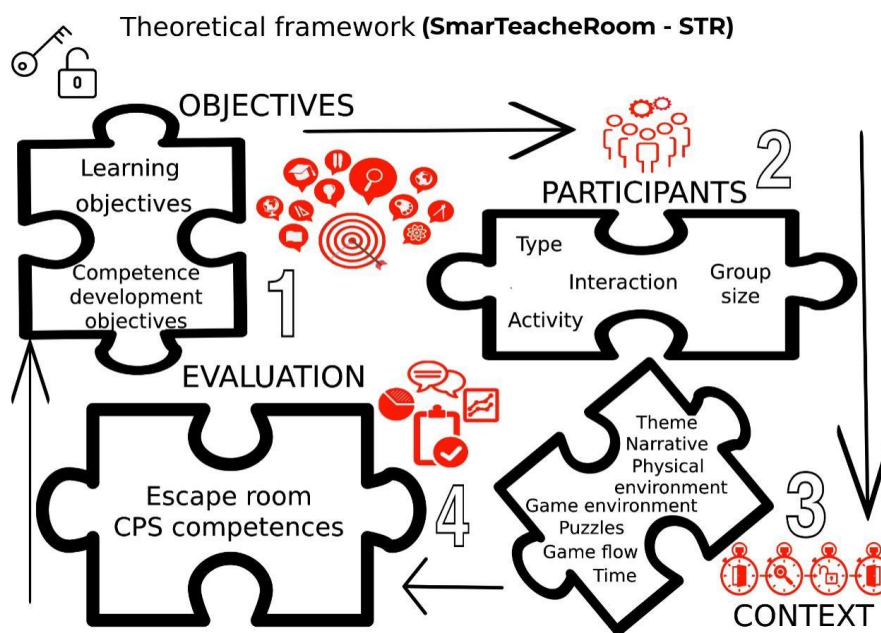 Theoretical framework (SmarTeacheRoom - STR)
OBJECTIVES
Learning
objectives
Competence
development
objectives
1
2
PARTICIPANTS
Type
Interaction
Group
size
Activity
3
Theme
Narrative
Physical
environment
Game environment
Puzzles
Game flow
Time
CONTEXT
EVALUATION
4
Escape room
CPS competences